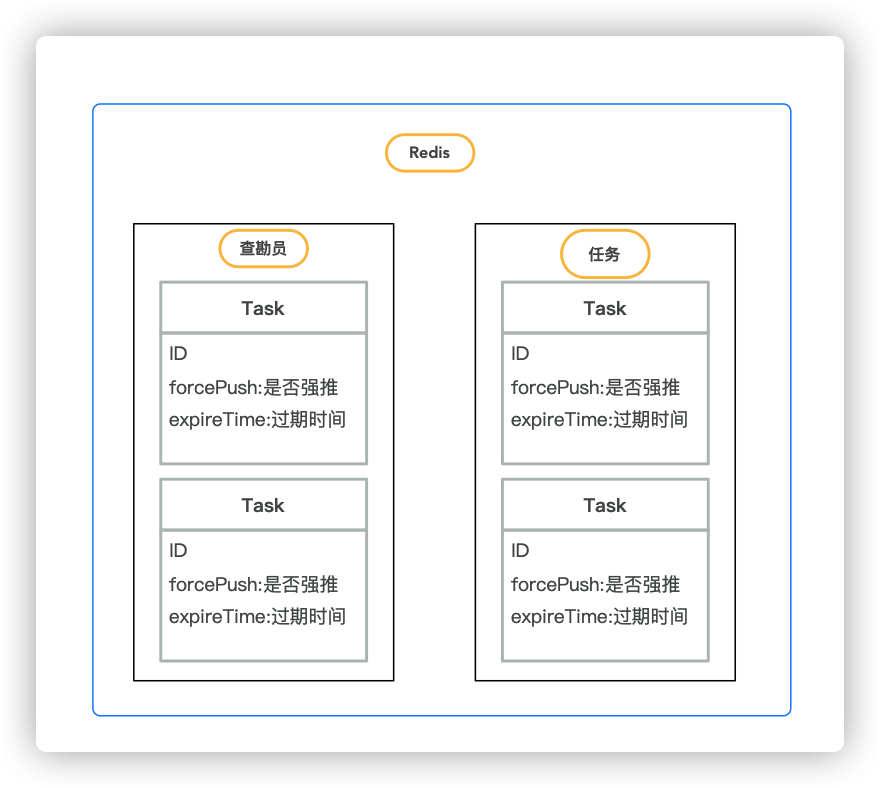 Redis
查勘员
Task
ID
forcePush:是否强推
expireTime:过期时间
Task
ID
forcePush:是否强推
expireTime:过期时间
任务
Task
ID
forcePush:是否强推
expireTime:过期时间
Task
ID
forcePush:是否强推
expireTime:过期时间